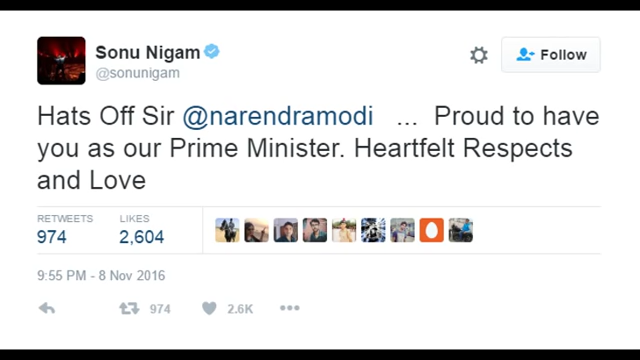 Sonu Nigam
@sonunigam
Follow
Hats Off Sir @narendramodi ... Proud to have
you as our Prime Minister. Heartfelt Respects
and Love
RETWEETS LIKES
974 2,604
9:55 PM - 8 Nov 2016
974 2.6K